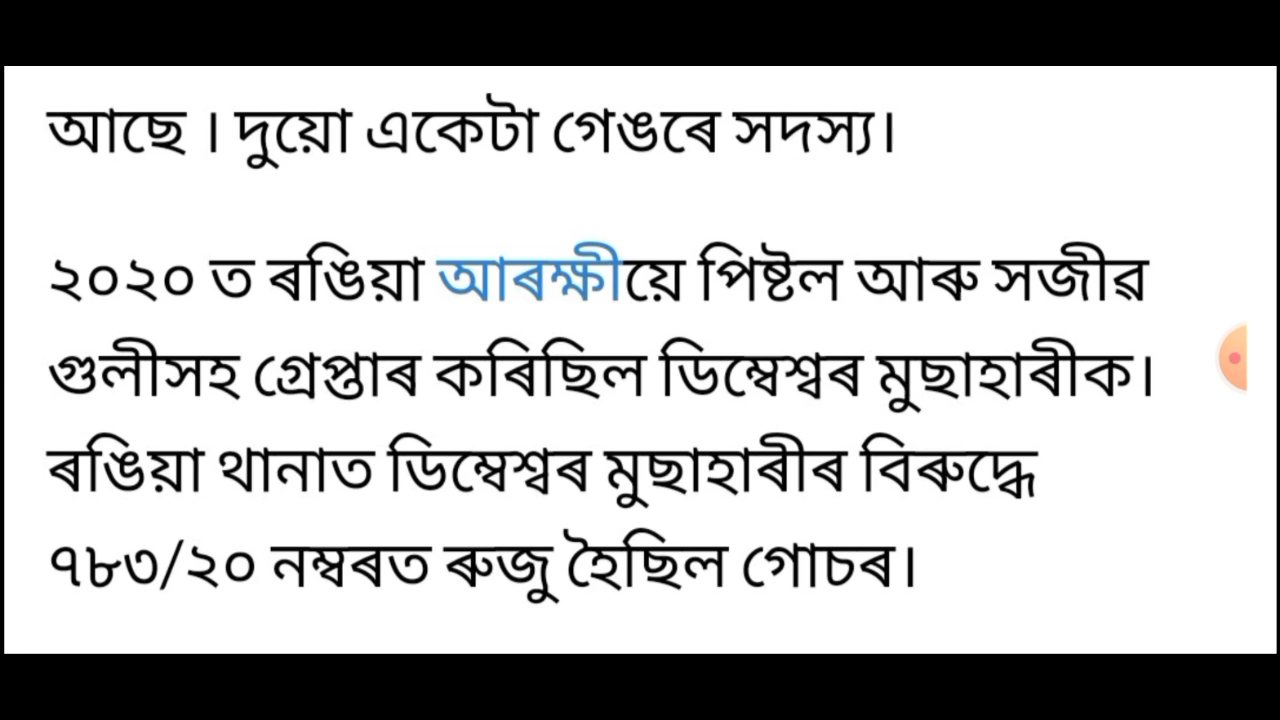 আছে । দুয়ো একেটা গেঙৰে সদস্য।
২০২০ ত ৰঙিয়া আৰক্ষীয়ে পিষ্টল আৰু সজীৱ
গুলীসহ গ্ৰেপ্তাৰ কৰিছিল ডিম্বেশ্বৰ মুছাহাৰীক।
ৰঙিয়া থানাত ডিম্বেশ্বৰ মুছাহাৰীৰ বিৰুদ্ধে
৭৮৩/২০ নম্বৰত ৰুজু হৈছিল গোচৰ।